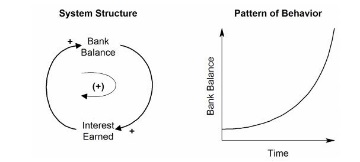 System Structure
Pattern of Behavior
+
Bank
Balance
(+)
Interest
Earned
+
Bank Balance
Time